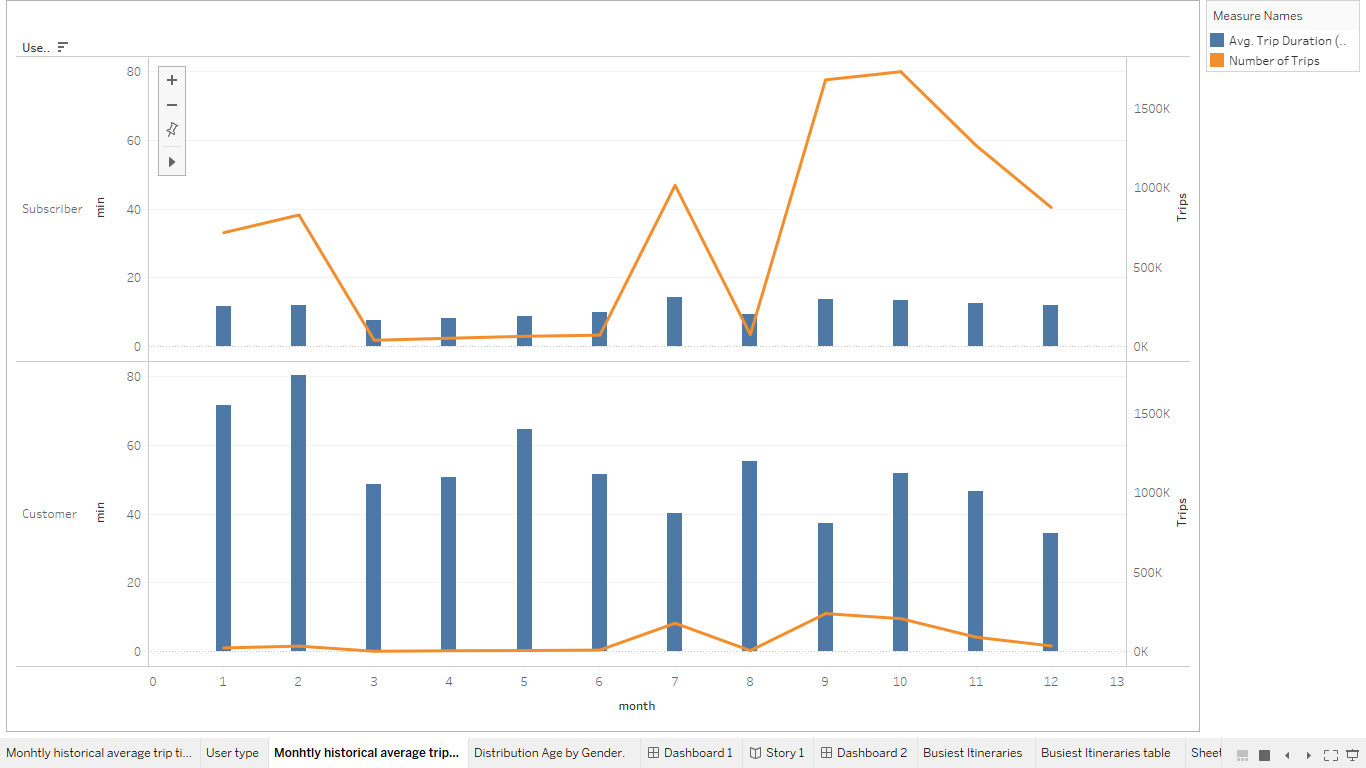 Measure Names
Avg. Trip Duration (..
Number of Trips
Use..
80
60
40
20
0
Subscriber
min
1500K
1000K
500K
0K
Trips
80
60
40
20
0
Customer
min
1500K
1000K
500K
0K
Trips
0 1 2 3 4 5 6 7 8 9 10 11 12 13
month
Monhtly historical average trip ti... User type Monhtly historical average trip... Distribution Age by Gender. Dashboard 1 Story 1 Dashboard 2 Busiest Itineraries Busiest Itineraries table Sheet